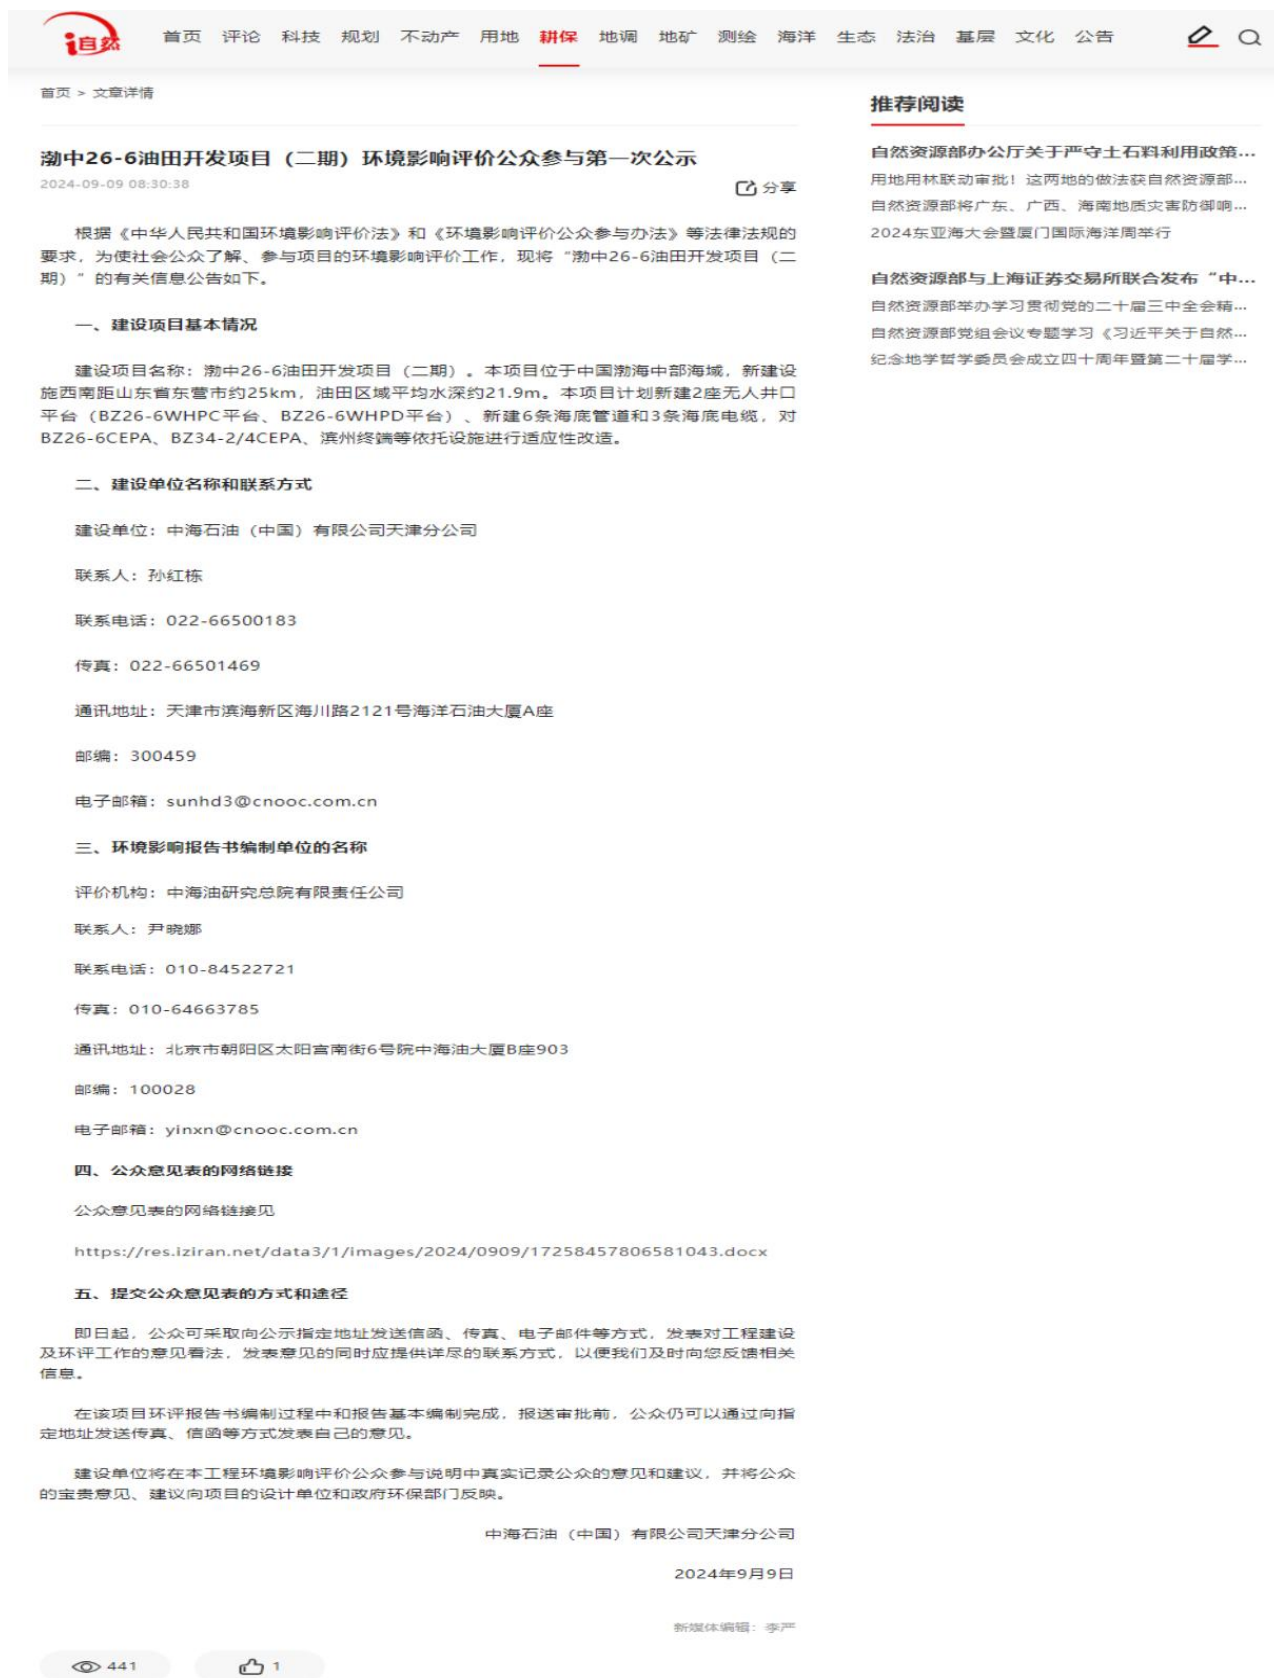 i自然
首页 评论 科技 规划 不动产 用地 耕保 地调 地矿 测绘 海洋 生态 法治 基层 文化 公告
首页 > 文章详情
渤中26-6油田开发项目（二期）环境影响评价公众参与第一次公示
2024-09-09 08:30:38
分享
根据《中华人民共和国环境影响评价法》和《环境影响评价公众参与办法》等法律法规的
要求，为使社会公众了解、参与项目的环境影响评价工作，现将“渤中26-6油田开发项目（二
期）”的有关信息公告如下。
一、建设项目基本情况
建设项目名称：渤中26-6油田开发项目（二期）。本项目位于中国渤海中部海域，新建设
施西南距山东省东营市约25km，油田区域平均水深约21.9m。本项目计划新建2座无人井口
平台（BZ26-6WHPC平台、BZ26-6WHPD平台）、新建6条海底管道和3条海底电缆，对
BZ26-6CEPA、BZ34-2/4CEPA、滨州终端等依托设施进行适应性改造。
二、建设单位名称和联系方式
建设单位：中海石油（中国）有限公司天津分公司
联系人：孙红栋
联系电话：022-66500183
传真：022-66501469
通讯地址：天津市滨海新区海川路2121号海洋石油大厦A座
邮编：300459
电子邮箱：sunhd3@cnooc.com.cn
三、环境影响报告书编制单位的名称
评价机构：中海油研究总院有限责任公司
联系人：尹晓娜
联系电话：010-84522721
传真：010-64663785
通讯地址：北京市朝阳区太阳宫南街6号院中海油大厦B座903
邮编：100028
电子邮箱：yinxn@cnooc.com.cn
四、公众意见表的网络链接
公众意见表的网络链接见
https://res.iziran.net/data3/1/images/2024/0909/17258457806581043.docx
五、提交公众意见表的方式和途径
即日起，公众可采取向公示指定地址发送信函、传真、电子邮件等方式，发表对工程建设
及环评工作的意见看法，发表意见的同时应提供详尽的联系方式，以便我们及时向您反馈相关
信息。
在该项目环评报告书编制过程中和报告基本编制完成，报送审批前，公众仍可以通过向指
定地址发送传真、信函等方式发表自己的意见。
建设单位将在本工程环境影响评价公众参与说明中真实记录公众的意见和建议，并将公众
的宝贵意见、建议向项目的设计单位和政府环保部门反映。
中海石油（中国）有限公司天津分公司
2024年9月9日
新媒体编辑：李严
441 1
推荐阅读
自然资源部办公厅关于严守土石料利用政策...
用地用林联动审批！这两地的做法获自然资源部...
自然资源部将广东、广西、海南地质灾害防御响...
2024东亚海大会暨厦门国际海洋周举行
自然资源部与上海证券交易所联合发布“中...
自然资源部举办学习贯彻党的二十届三中全会精...
自然资源部党组会议专题学习《习近平关于自然...
纪念地学哲学委员会成立四十周年暨第二十届学...